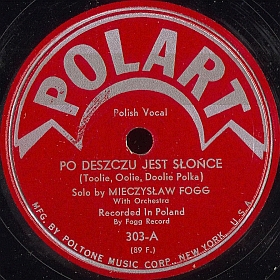 POLART
Polish Vocal
PO DESZCZU JEST SŁOŃCE
(Toolie, Oolie, Doolie Polka)
Solo by MIECZYSŁAW FOGG
With Orchestra
Recorded In Poland
By Fogg Record
303-A
(89 F.)
MFG. BY POLTONE MUSIC CORP., NEW YORK, U.S.A.